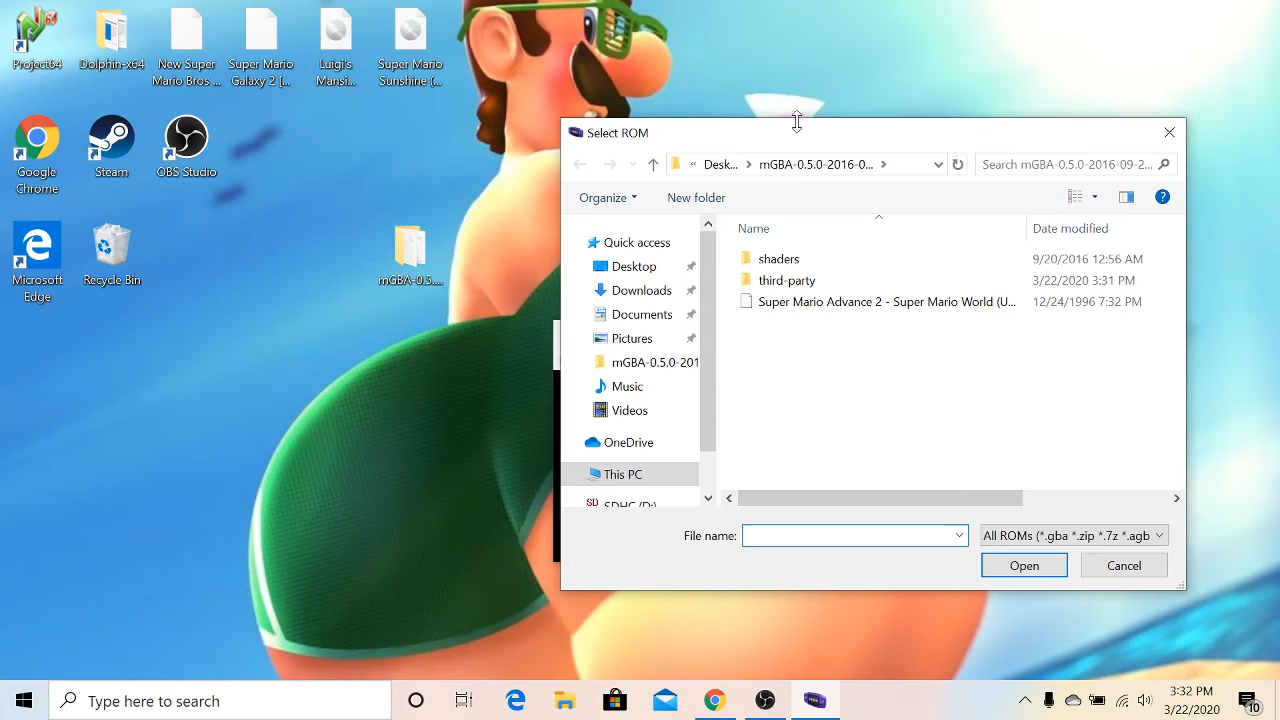 Project64
Dolphin-x64
New Super
Mario Bros ...
Super Mario
Galaxy 2 [...
Luigi's
Mansi...
Super Mario
Sunshine (...
Google
Chrome
Steam
OBS Studio
Microsoft
Edge
Recycle Bin
mGBA-0.5....
Select ROM
« Desk... > mGBA-0.5.0-2016-0... >
Search mGBA-0.5.0-2016-09-2...
Organize
New folder
Name
Date modified
Quick access
Desktop
Downloads
Documents
Pictures
mGBA-0.5.0-201
Music
Videos
OneDrive
This PC
SDHC (D:)
shaders 9/20/2016 12:56 AM
third-party 3/22/2020 3:31 PM
Super Mario Advance 2 - Super Mario World (U... 12/24/1996 7:32 PM
File name:
All ROMs (*.gba *.zip *.7z *.agb
Open
Cancel
Type here to search
3:32 PM
3/22/2020
10